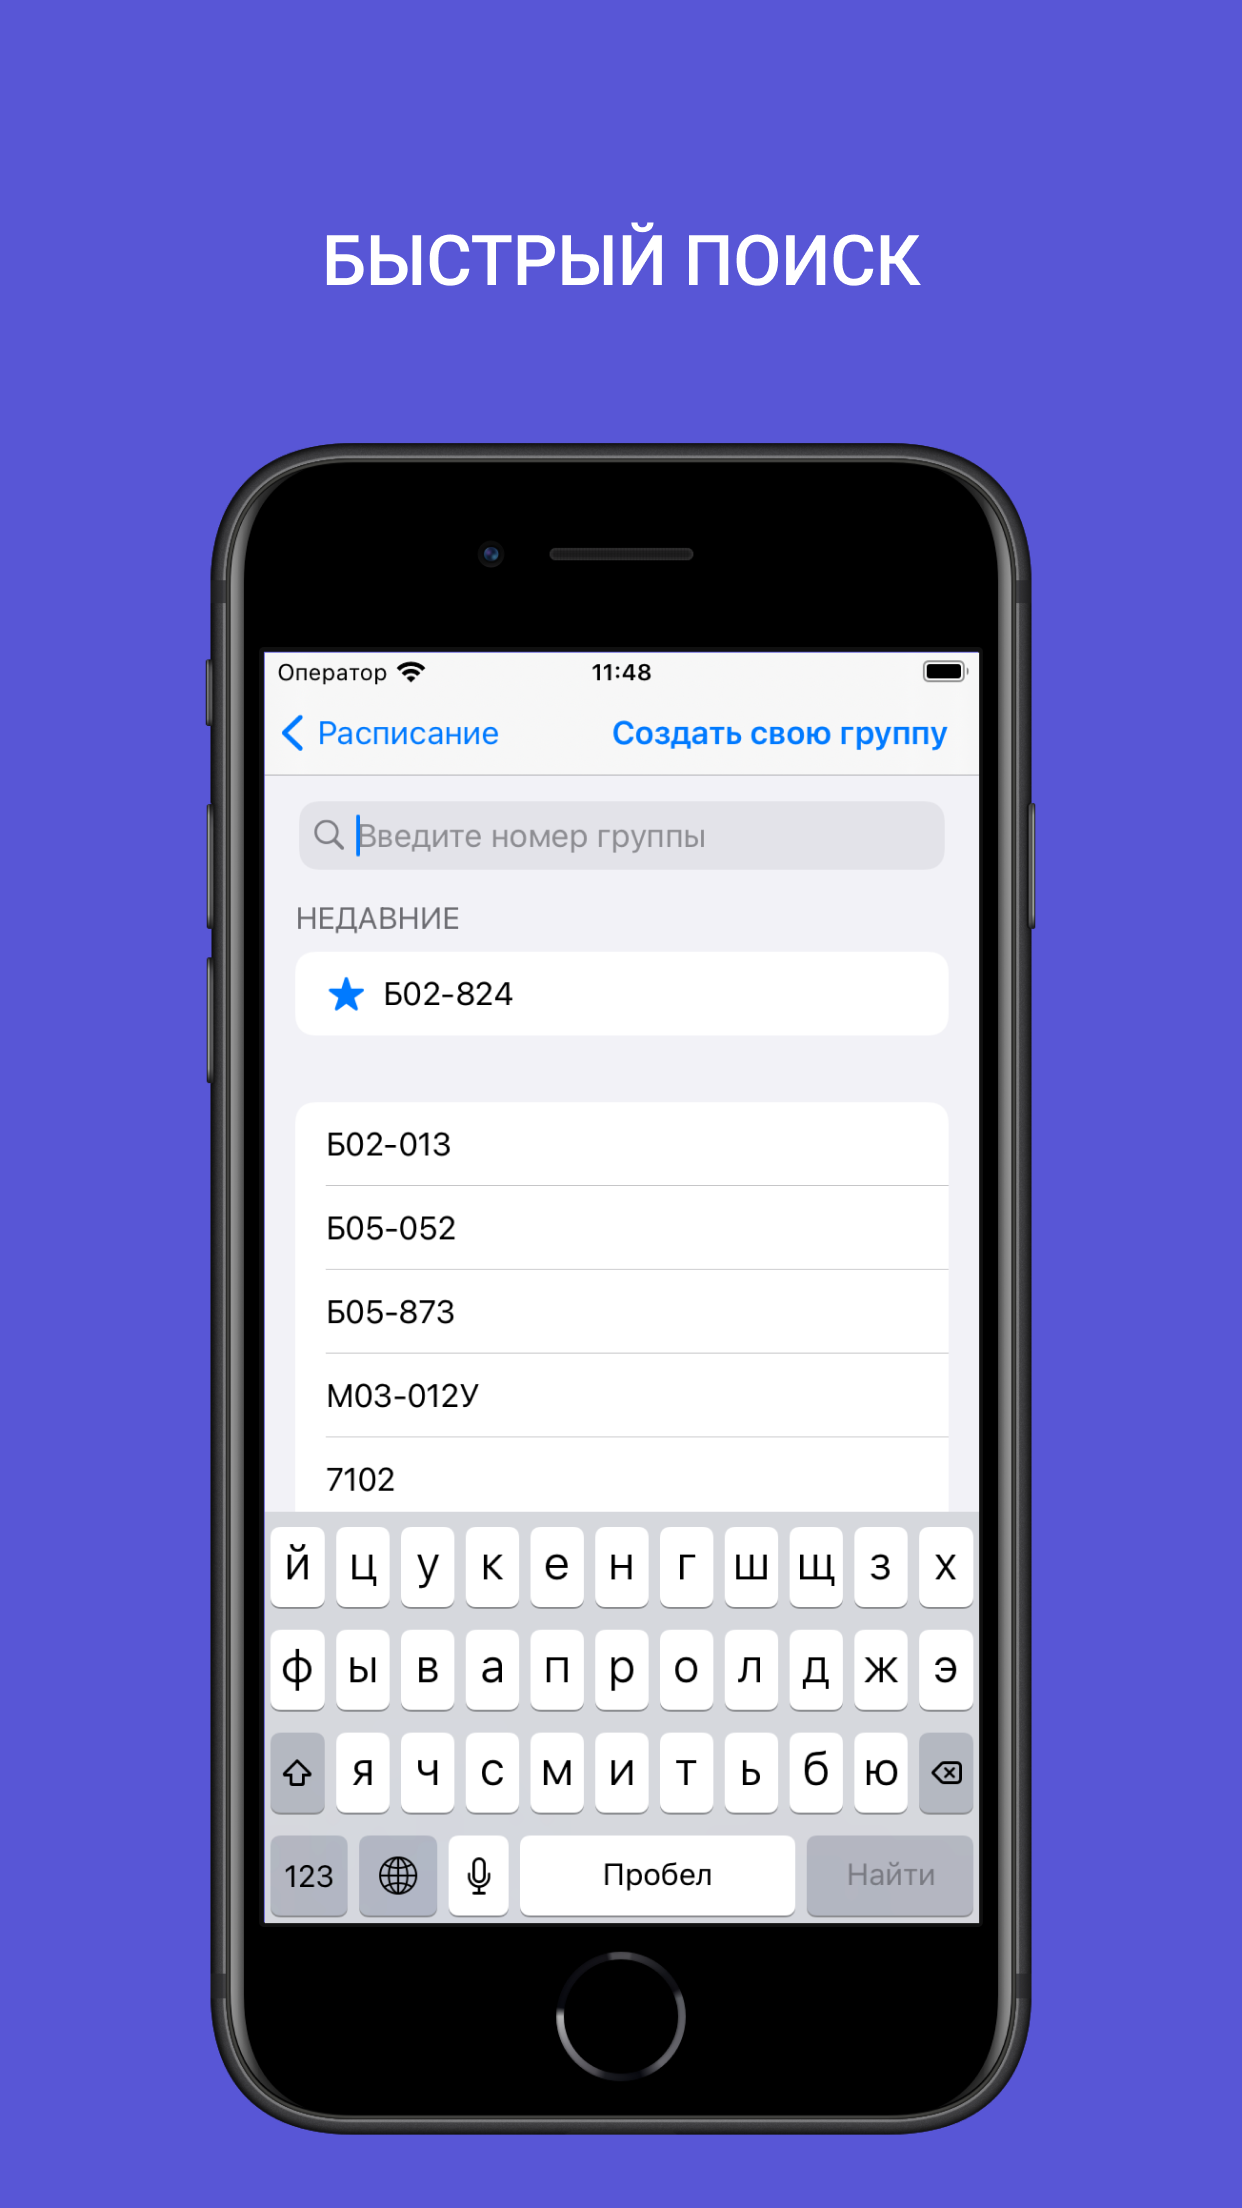 БЫСТРЫЙ ПОИСК
Оператор 11:48
Расписание Создать свою группу
Введите номер группы
НЕДАВНИЕ
Б02-824
Б02-013
Б05-052
Б05-873
М03-012У
7102
й ц у к е н г ш щ з х
ф ы в а п р о л д ж э
я ч с м и т ь б ю
123 Пробел Найти